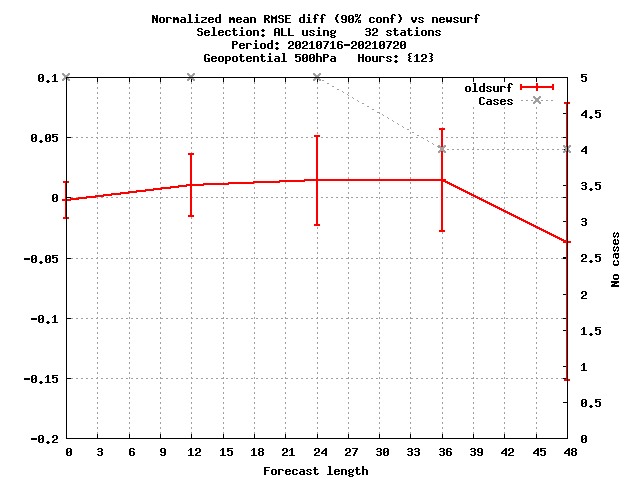 Normalized mean RMSE diff (90% conf) vs newsurf
Selection: ALL using    32 stations
Period: 20210716-20210720
Geopotential 500hPa   Hours: {12}
oldsurf
Cases
0.1
0.05
0
-0.05
-0.1
-0.15
-0.2
5
4.5
4
3.5
3
2.5
2
1.5
1
0.5
0
No cases
0 3 6 9 12 15 18 21 24 27 30 33 36 39 42 45 48
Forecast length